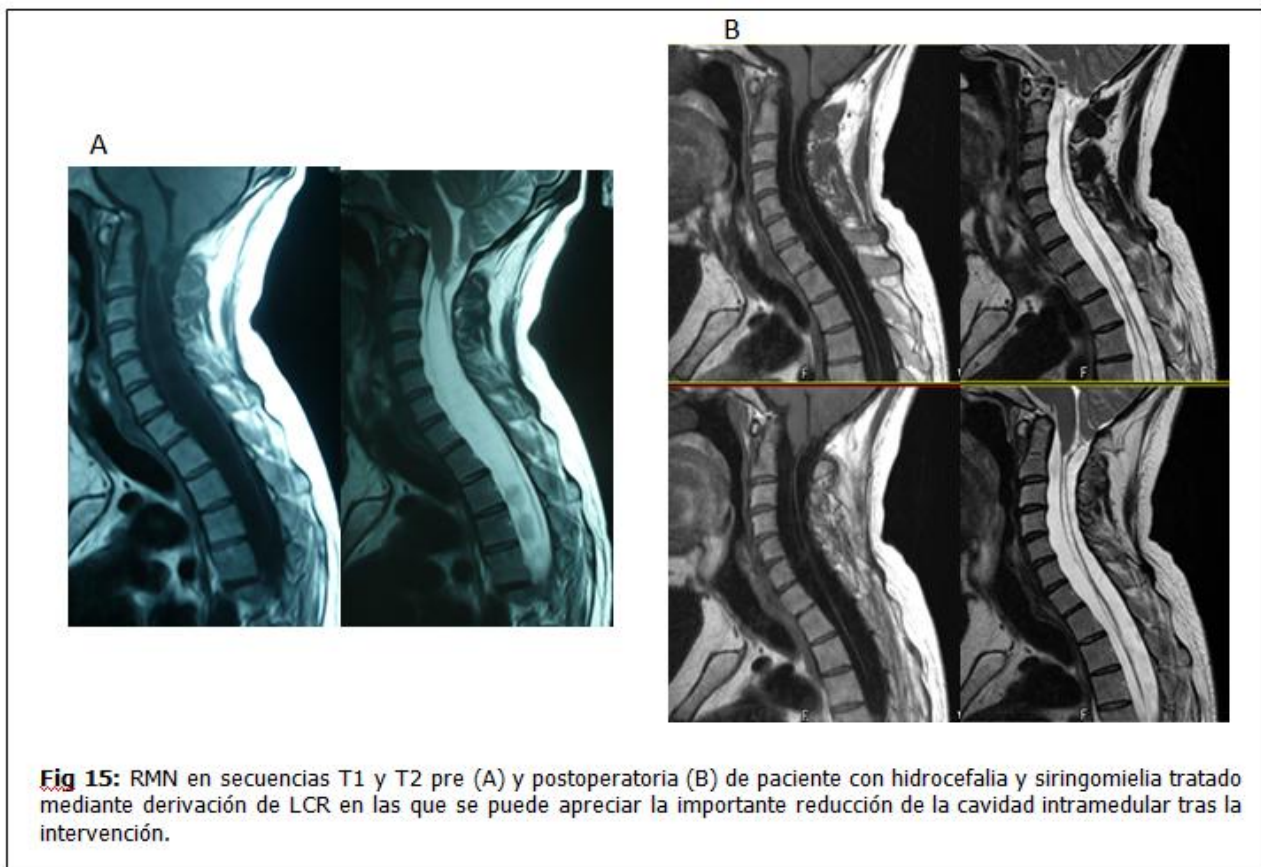 B
A
F
F
F
F
Fig 15: RMN en secuencias T1 y T2 pre (A) y postoperatoria (B) de paciente con hidrocefalia y siringomielia tratado
mediante derivación de LCR en las que se puede apreciar la importante reducción de la cavidad intramedular tras la
intervención.